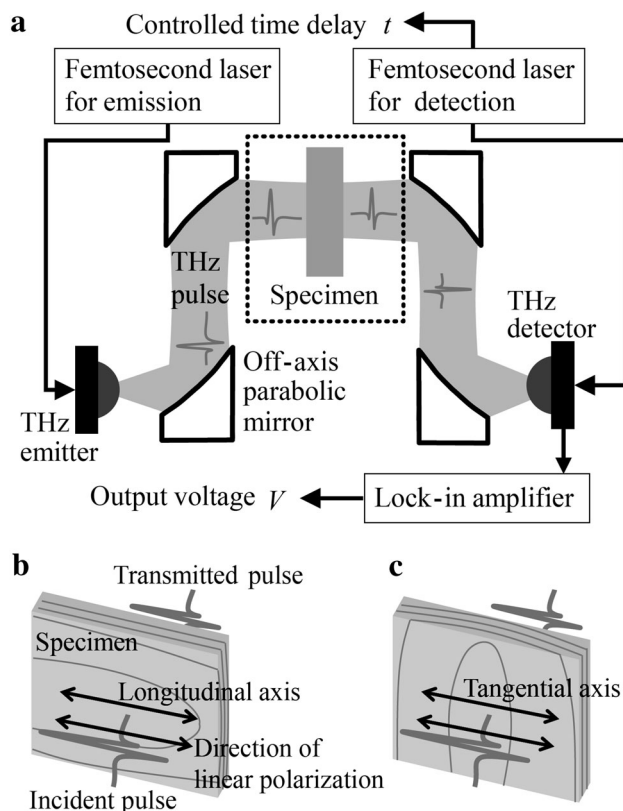 a
Controlled time delay t
Femtosecond laser
for emission
Femtosecond laser
for detection
THz
pulse
Specimen
THz
detector
Off-axis
parabolic
mirror
THz
emitter
Output voltage V
Lock-in amplifier
b
Transmitted pulse
Specimen
Longitudinal axis
Direction of
linear polarization
Incident pulse
c
Tangential axis